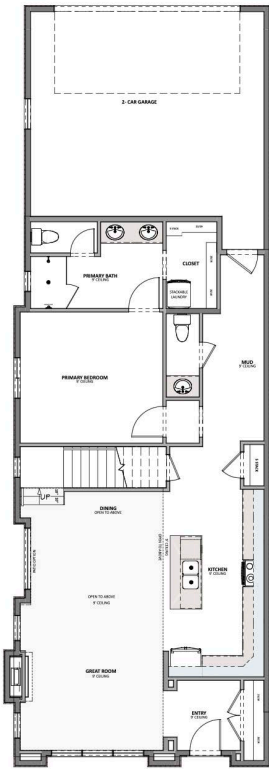 2- CAR GARAGE
CLOSET
PRIMARY BATH
9' CEILING
STACKABLE
LAUNDRY
MUD
9' CEILING
PRIMARY BEDROOM
9' CEILING
DINING
OPEN TO ABOVE
UP
KITCHEN
9' CEILING
OPEN TO ABOVE
9' CEILING
GREAT ROOM
9' CEILING
ENTRY
9' CEILING